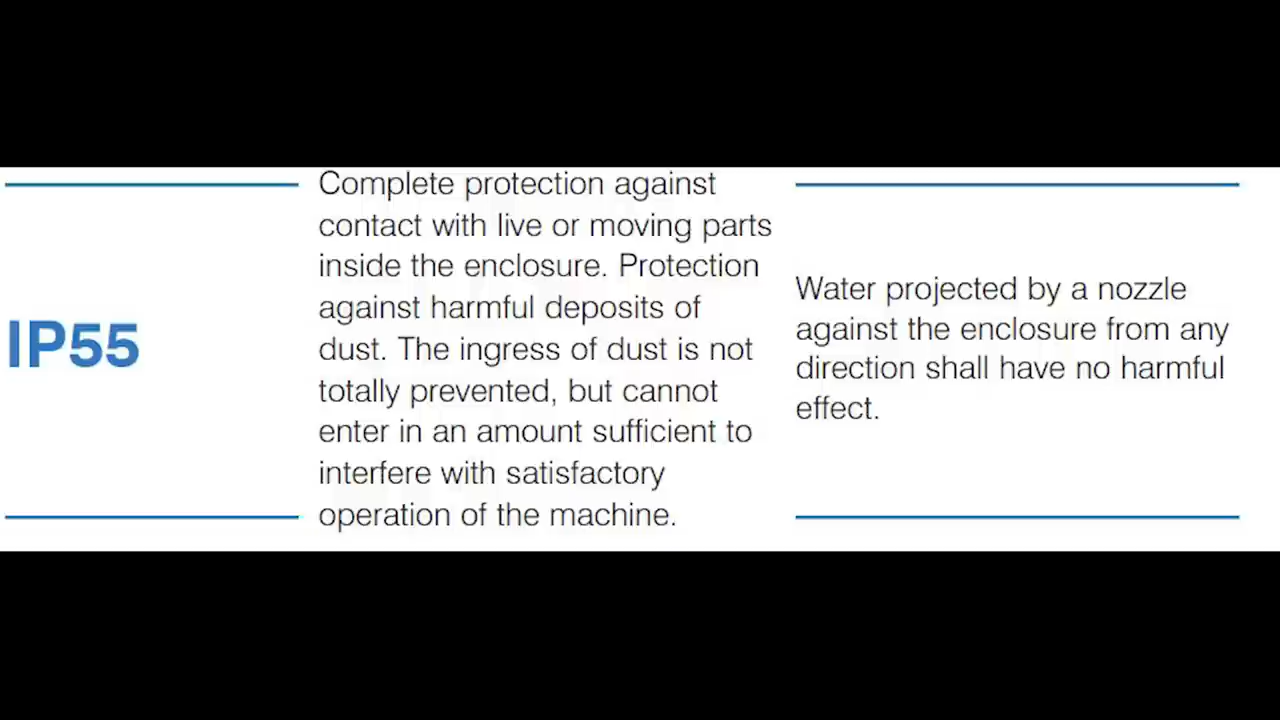 IP55
Complete protection against
contact with live or moving parts
inside the enclosure. Protection
against harmful deposits of
dust. The ingress of dust is not
totally prevented, but cannot
enter in an amount sufficient to
interfere with satisfactory
operation of the machine.
Water projected by a nozzle
against the enclosure from any
direction shall have no harmful
effect.